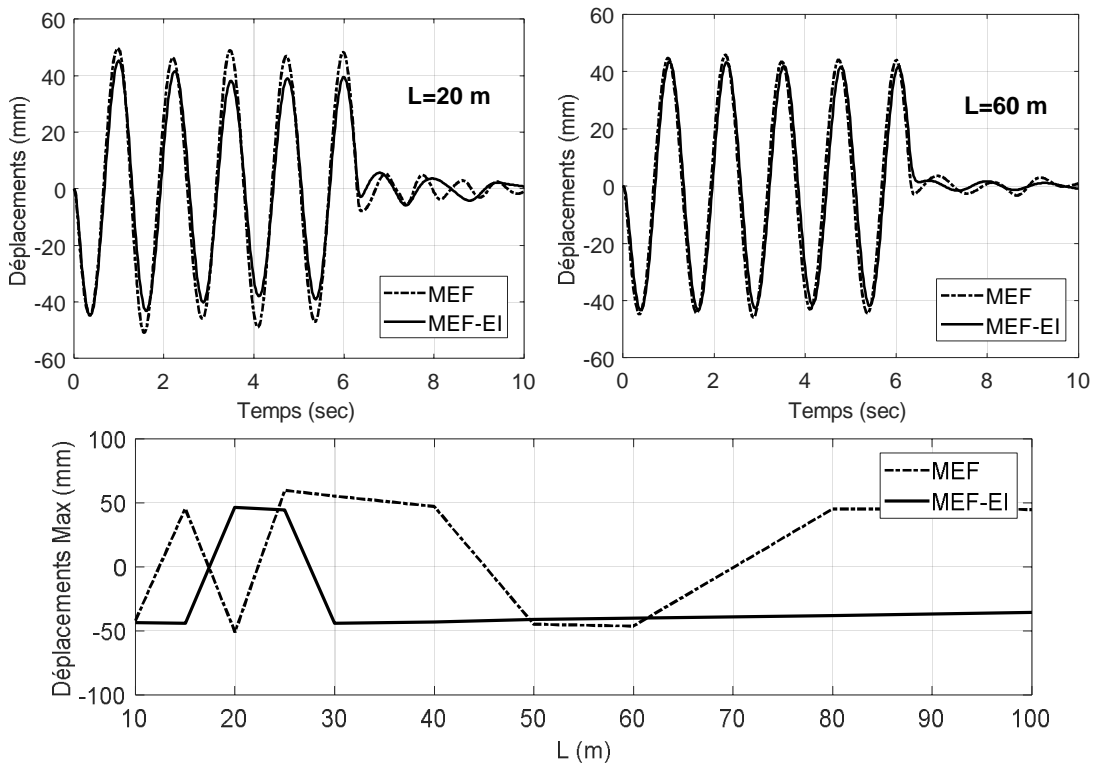 60
40
20
0
-20
-40
-60
Déplacements (mm)
L=20 m
MEF
MEF-EI
0 2 4 6 8 10
Temps (sec)
60
40
20
0
-20
-40
-60
Déplacements (mm)
L=60 m
MEF
MEF-EI
0 2 4 6 8 10
Temps (sec)
100
50
0
-50
-100
Déplacements Max (mm)
MEF
MEF-EI
10 20 30 40 50 60 70 80 90 100
L (m)